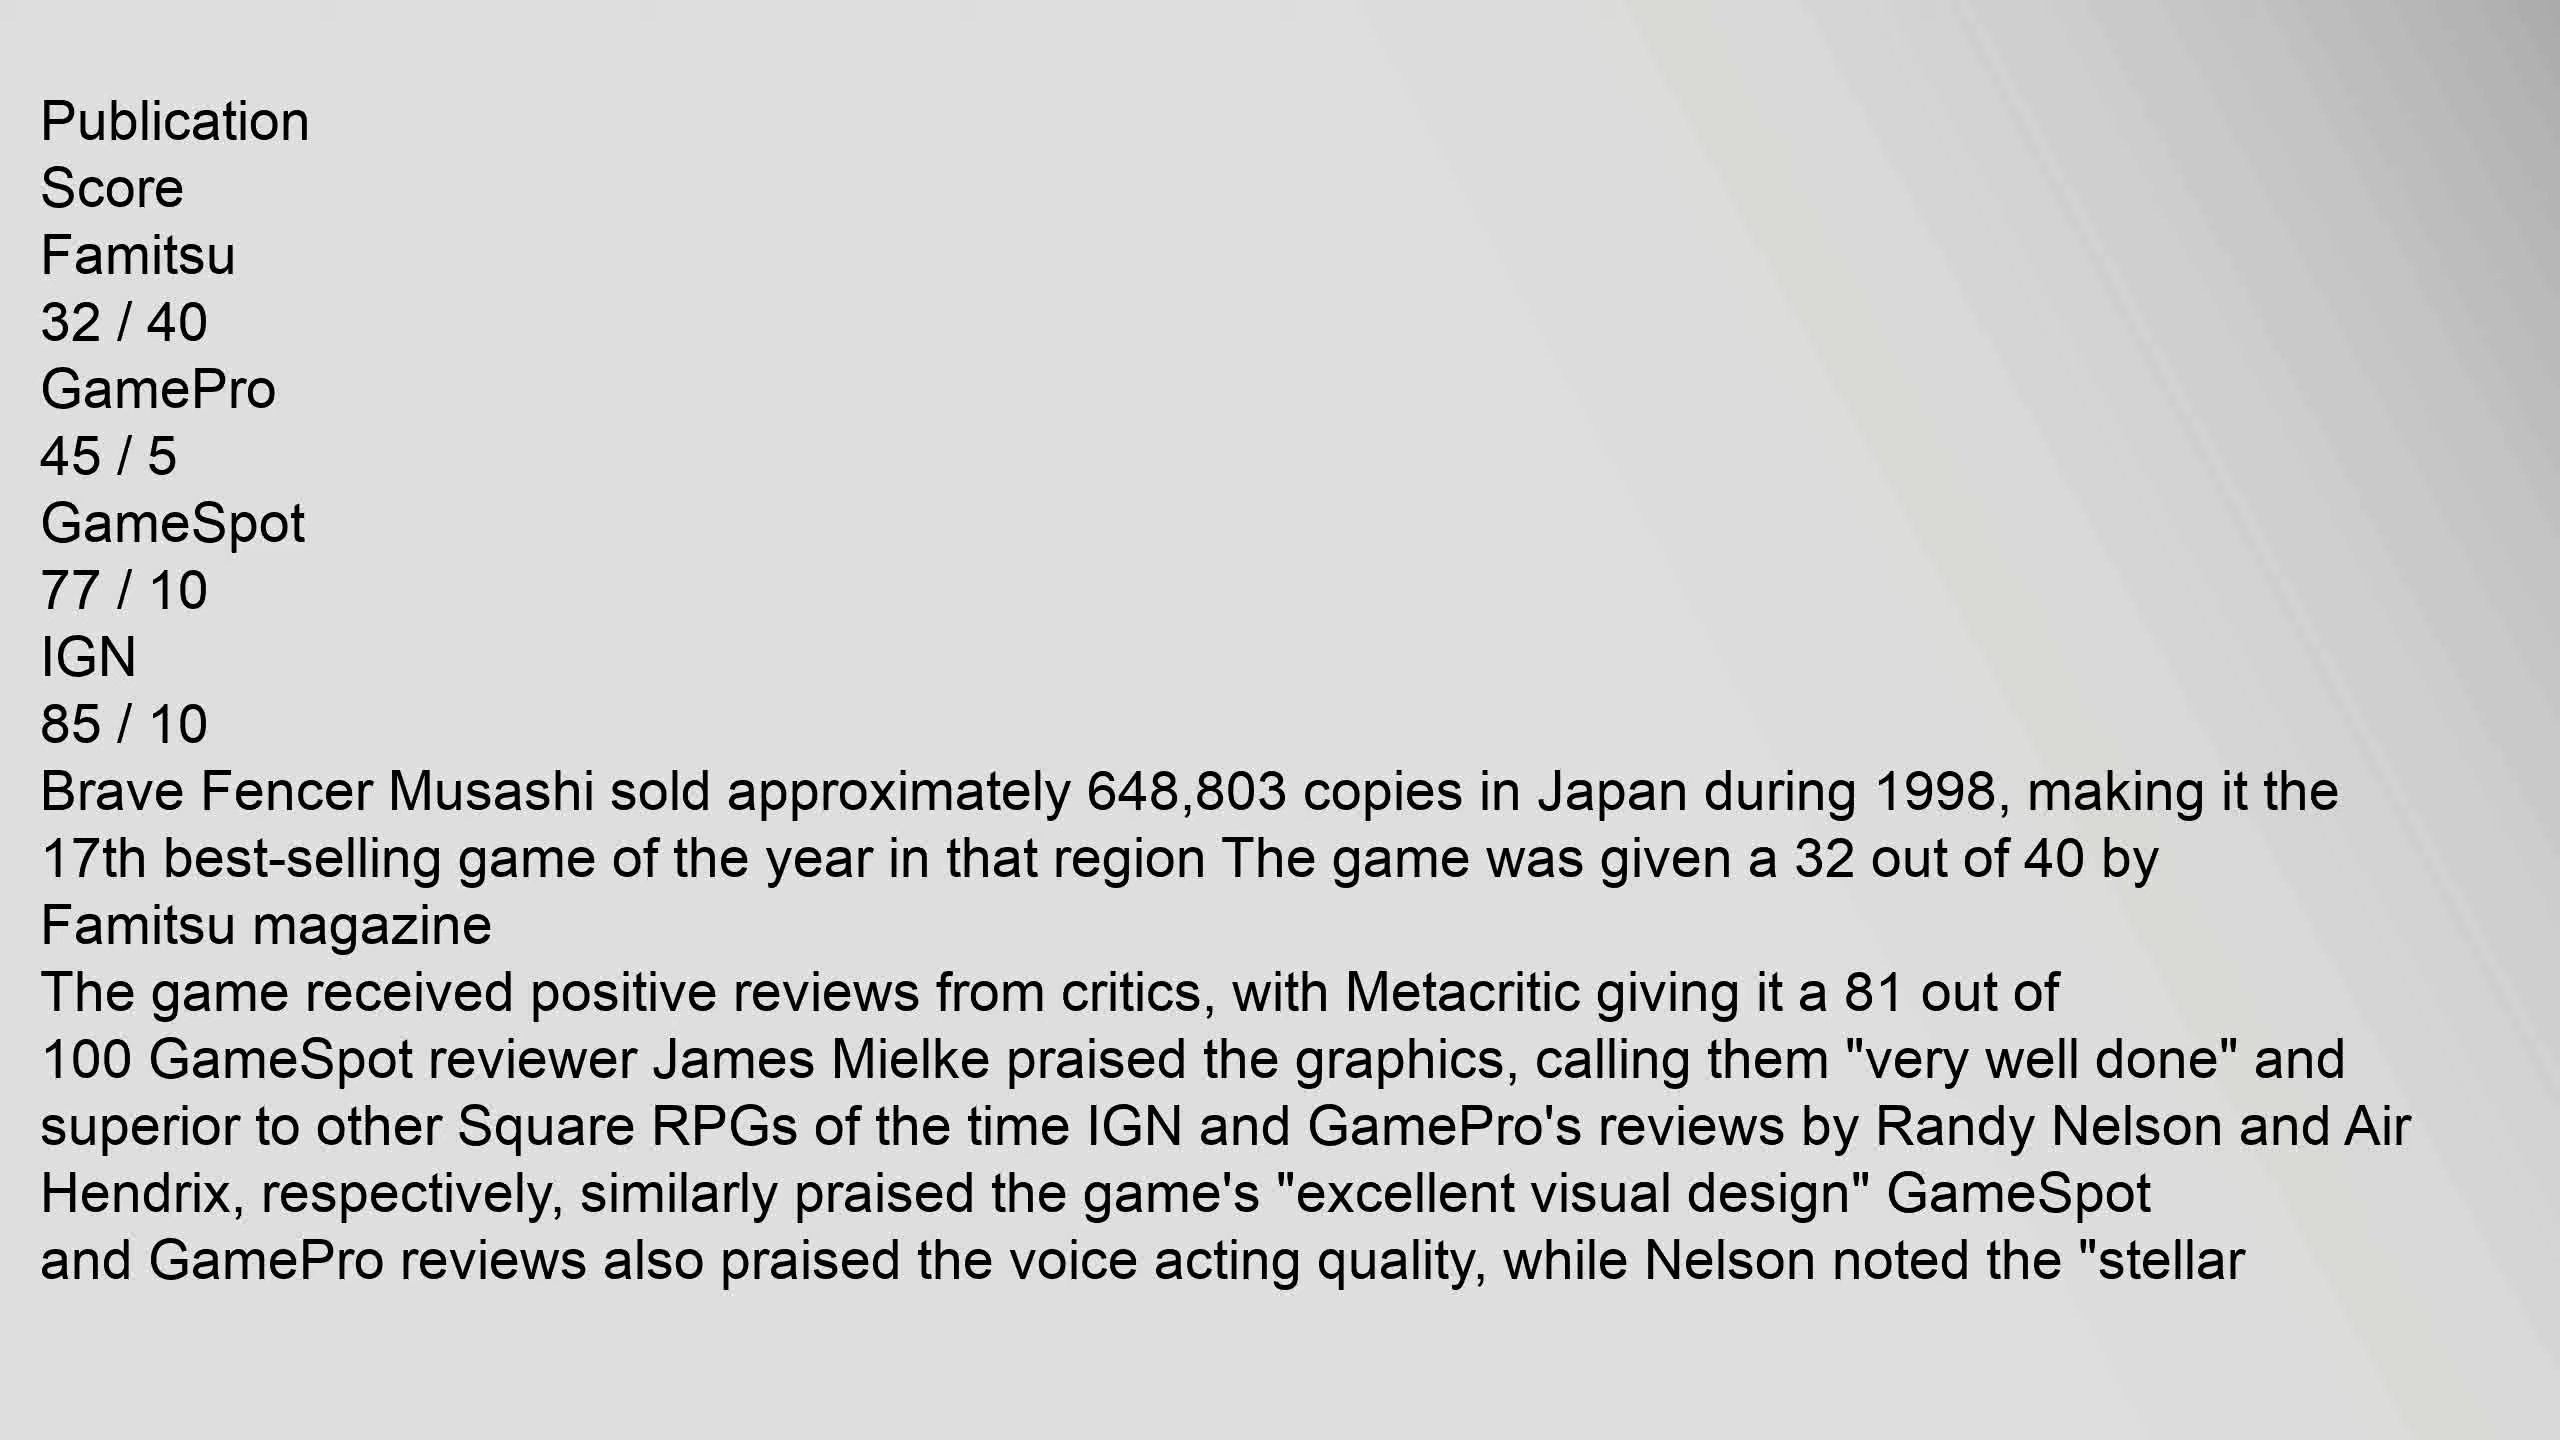 Publication
Score
Famitsu
32 / 40
GamePro
45 / 5
GameSpot
77 / 10
IGN
85 / 10
Brave Fencer Musashi sold approximately 648,803 copies in Japan during 1998, making it the
17th best-selling game of the year in that region The game was given a 32 out of 40 by
Famitsu magazine
The game received positive reviews from critics, with Metacritic giving it a 81 out of
100 GameSpot reviewer James Mielke praised the graphics, calling them "very well done" and
superior to other Square RPGs of the time IGN and GamePro's reviews by Randy Nelson and Air
Hendrix, respectively, similarly praised the game's "excellent visual design" GameSpot
and GamePro reviews also praised the voice acting quality, while Nelson noted the "stellar